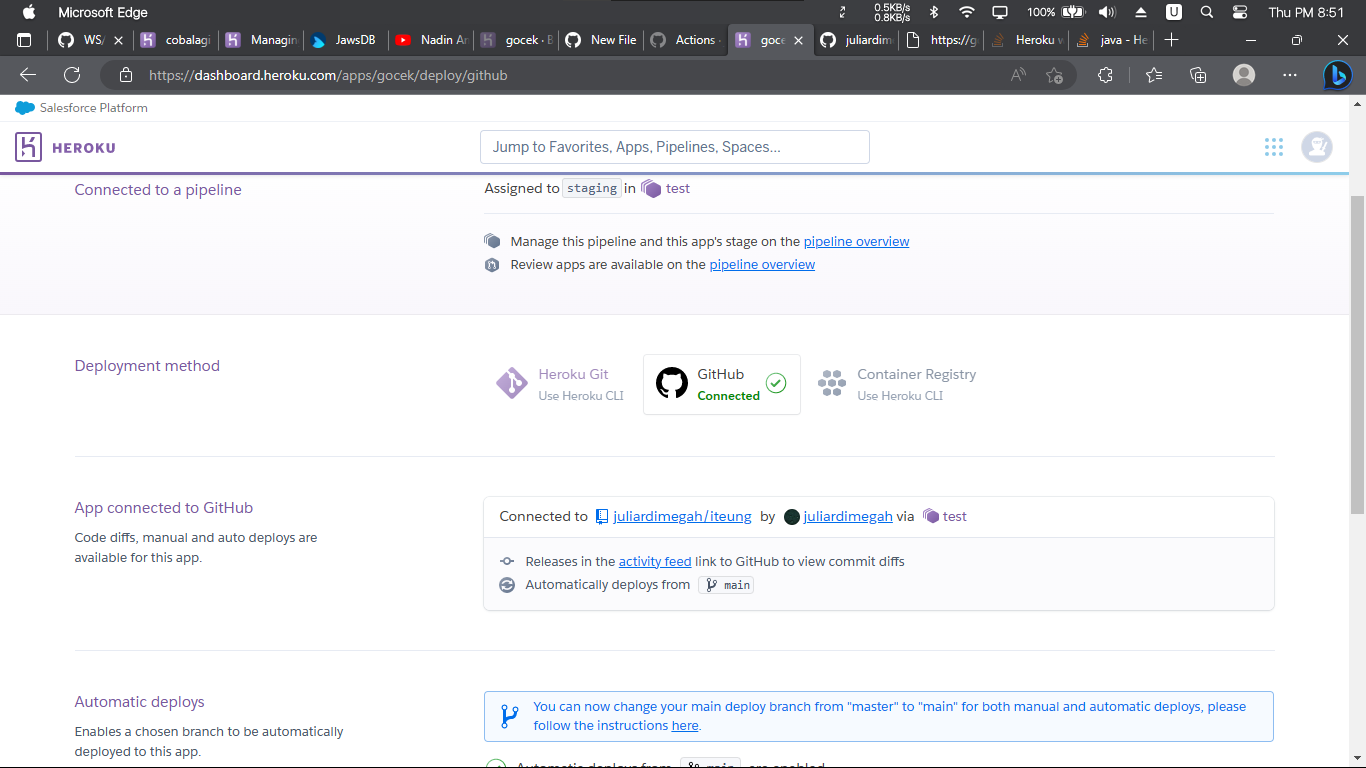 Microsoft Edge
0.5KB/s
0.8KB/s
100%
U
Thu PM 8:51
WS/
cobalagi
Managin
JawsDB
Nadin Ar
gocek · B
New File
Actions
goce
juliardim
https://g
Heroku v
java - He
https://dashboard.heroku.com/apps/gocek/deploy/github
Salesforce Platform
HEROKU
Jump to Favorites, Apps, Pipelines, Spaces...
Connected to a pipeline
Assigned to staging in test
Manage this pipeline and this app's stage on the pipeline overview
Review apps are available on the pipeline overview
Deployment method
Heroku Git
Use Heroku CLI
GitHub
Connected
Container Registry
Use Heroku CLI
App connected to GitHub
Code diffs, manual and auto deploys are
available for this app.
Connected to juliardimegah/iteung by juliardimegah via test
Releases in the activity feed link to GitHub to view commit diffs
Automatically deploys from main
Automatic deploys
Enables a chosen branch to be automatically
deployed to this app.
You can now change your main deploy branch from "master" to "main" for both manual and automatic deploys, please
follow the instructions here.
Automatic deploys from main are enabled